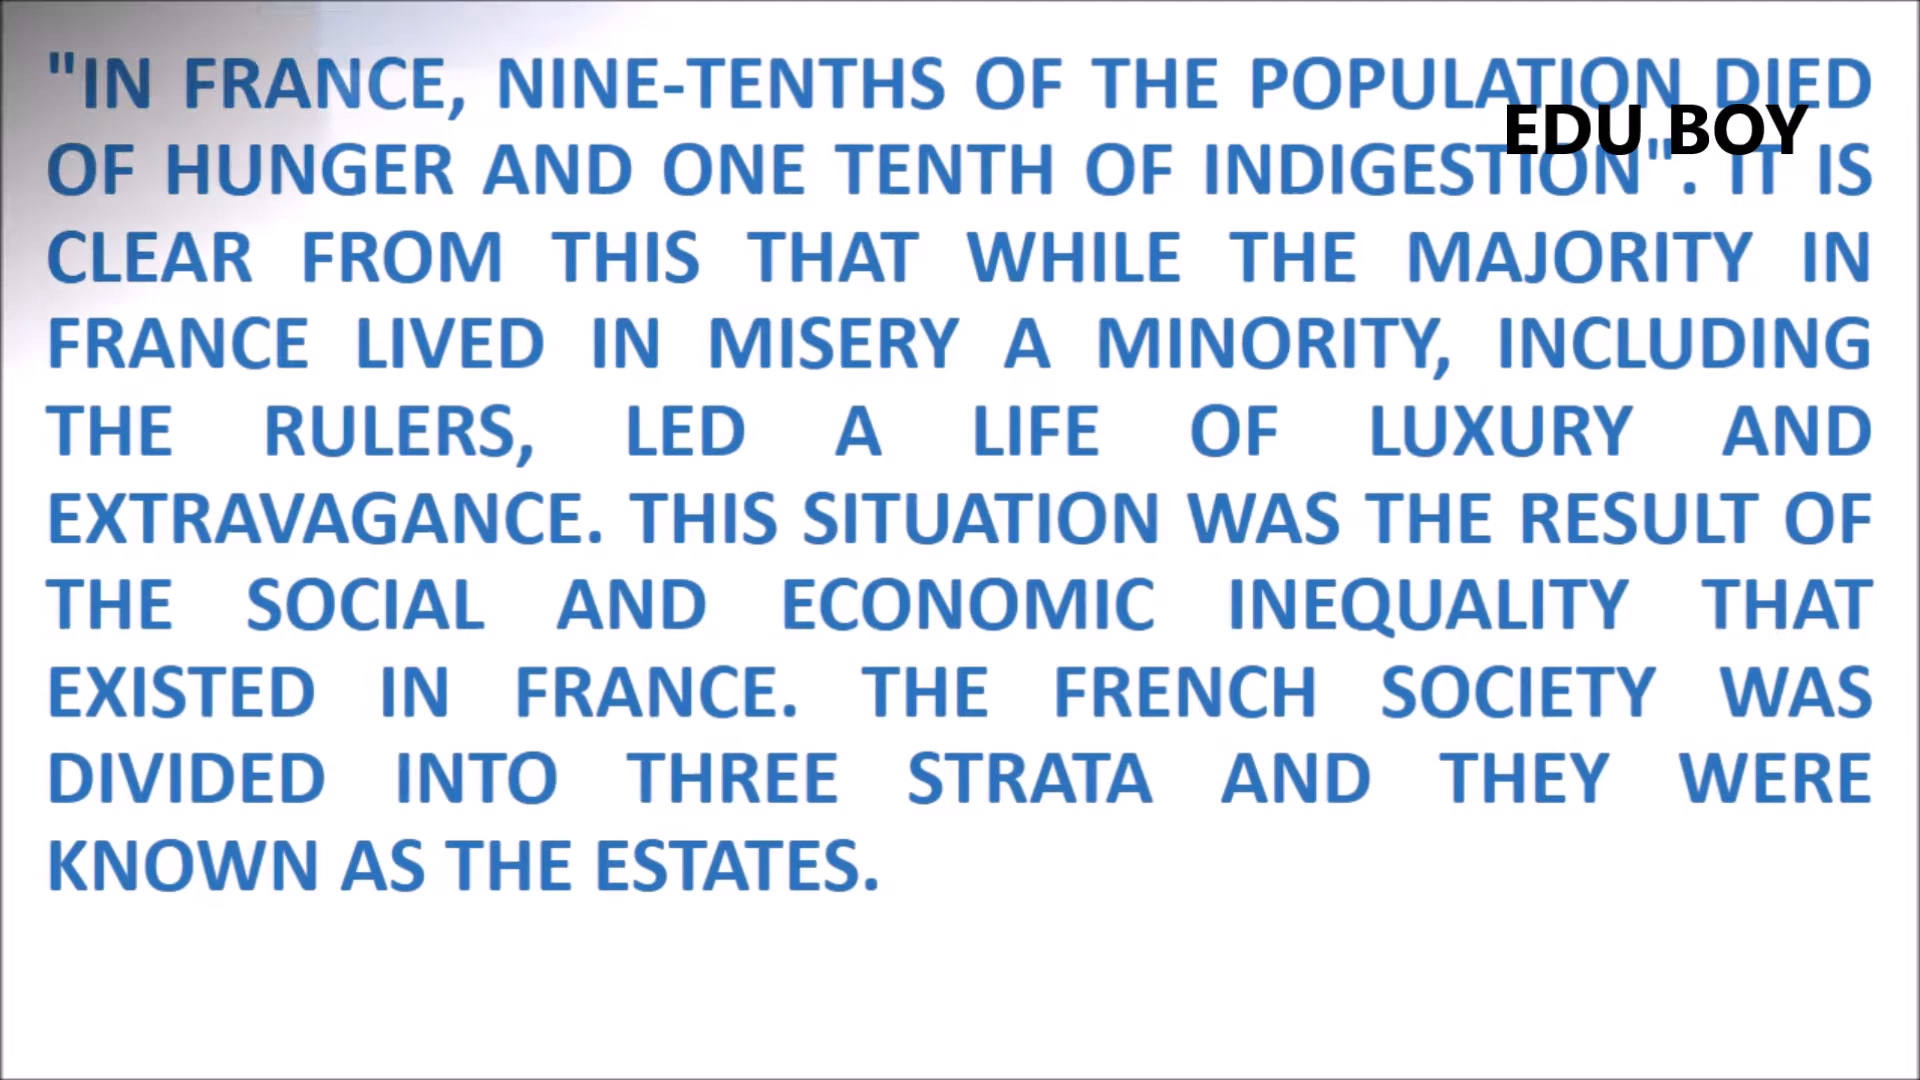 "IN FRANCE, NINE-TENTHS OF THE POPULATION DIED
EDU BOY
OF HUNGER AND ONE TENTH OF INDIGESTION". IT IS
CLEAR FROM THIS THAT WHILE THE MAJORITY IN
FRANCE LIVED IN MISERY A MINORITY, INCLUDING
THE RULERS, LED A LIFE OF LUXURY AND
EXTRAVAGANCE. THIS SITUATION WAS THE RESULT OF
THE SOCIAL AND ECONOMIC INEQUALITY THAT
EXISTED IN FRANCE. THE FRENCH SOCIETY WAS
DIVIDED INTO THREE STRATA AND THEY WERE
KNOWN AS THE ESTATES.